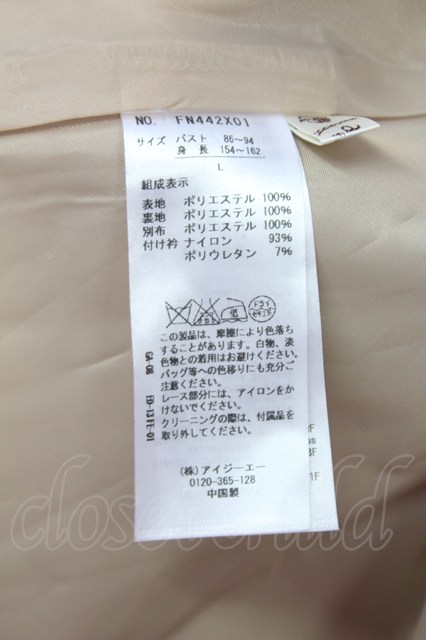 NO. FN442X01
サイズ バスト 86～94
身長 154～162
L
組成表示
表地 ポリエステル 100%
裏地 ポリエステル 100%
別布 ポリエステル 100%
付け衿 ナイロン 93%
ポリウレタン 7%
この製品は、摩擦により色落ち
することがあります。白物、淡
色物との着用はお避けください。
バッグ等への色移りにも充分ご
注意ください。
レース部分には、アイロンをか
けないでください。
クリーニングの際は、付属品を
取り外してください。
(株)アイジーエー
0120-365-128
中国製
closet child